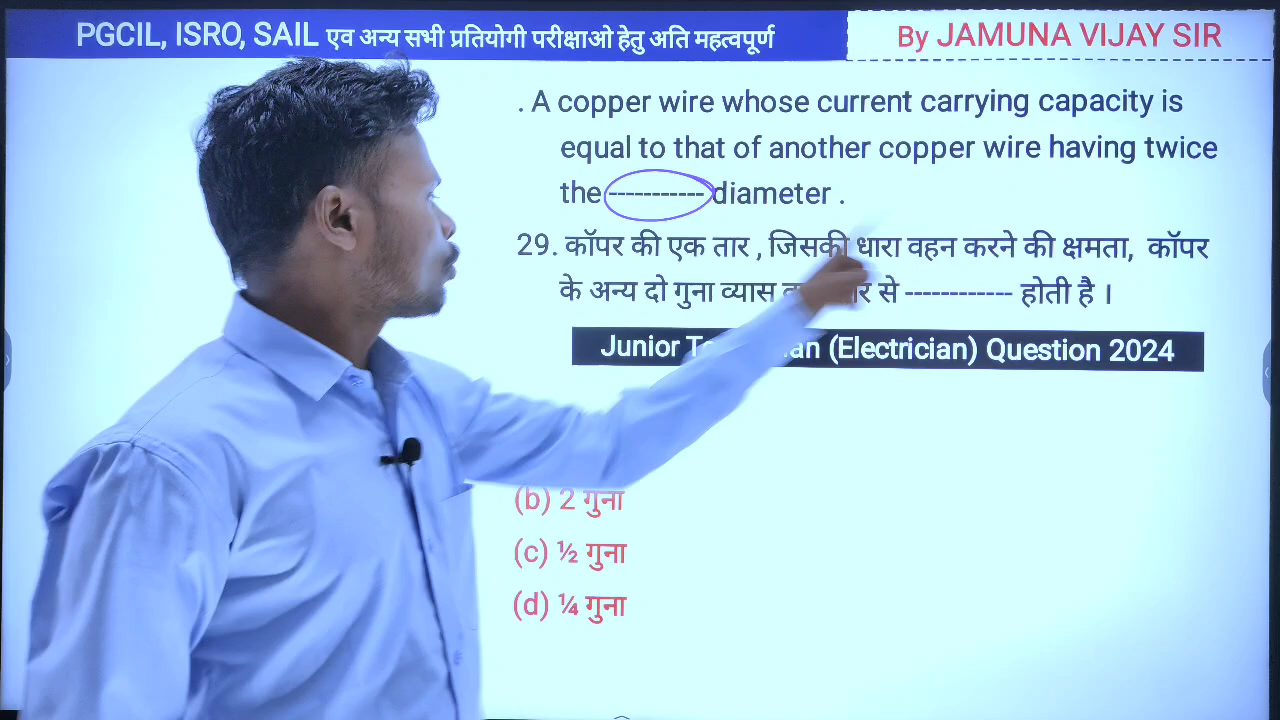 PGCIL, ISRO, SAIL एव अन्य सभी प्रतियोगी परीक्षाओ हेतु अति महत्वपूर्ण
By JAMUNA VIJAY SIR
. A copper wire whose current carrying capacity is
equal to that of another copper wire having twice
the ----------- diameter .
29. कॉपर की एक तार , जिसकी धारा वहन करने की क्षमता, कॉपर
के अन्य दो गुना व्यास से ------------ होती है ।
Junior (Electrician) Question 2024
(b) 2 गुना
(c) ½ गुना
(d) ¼ गुना